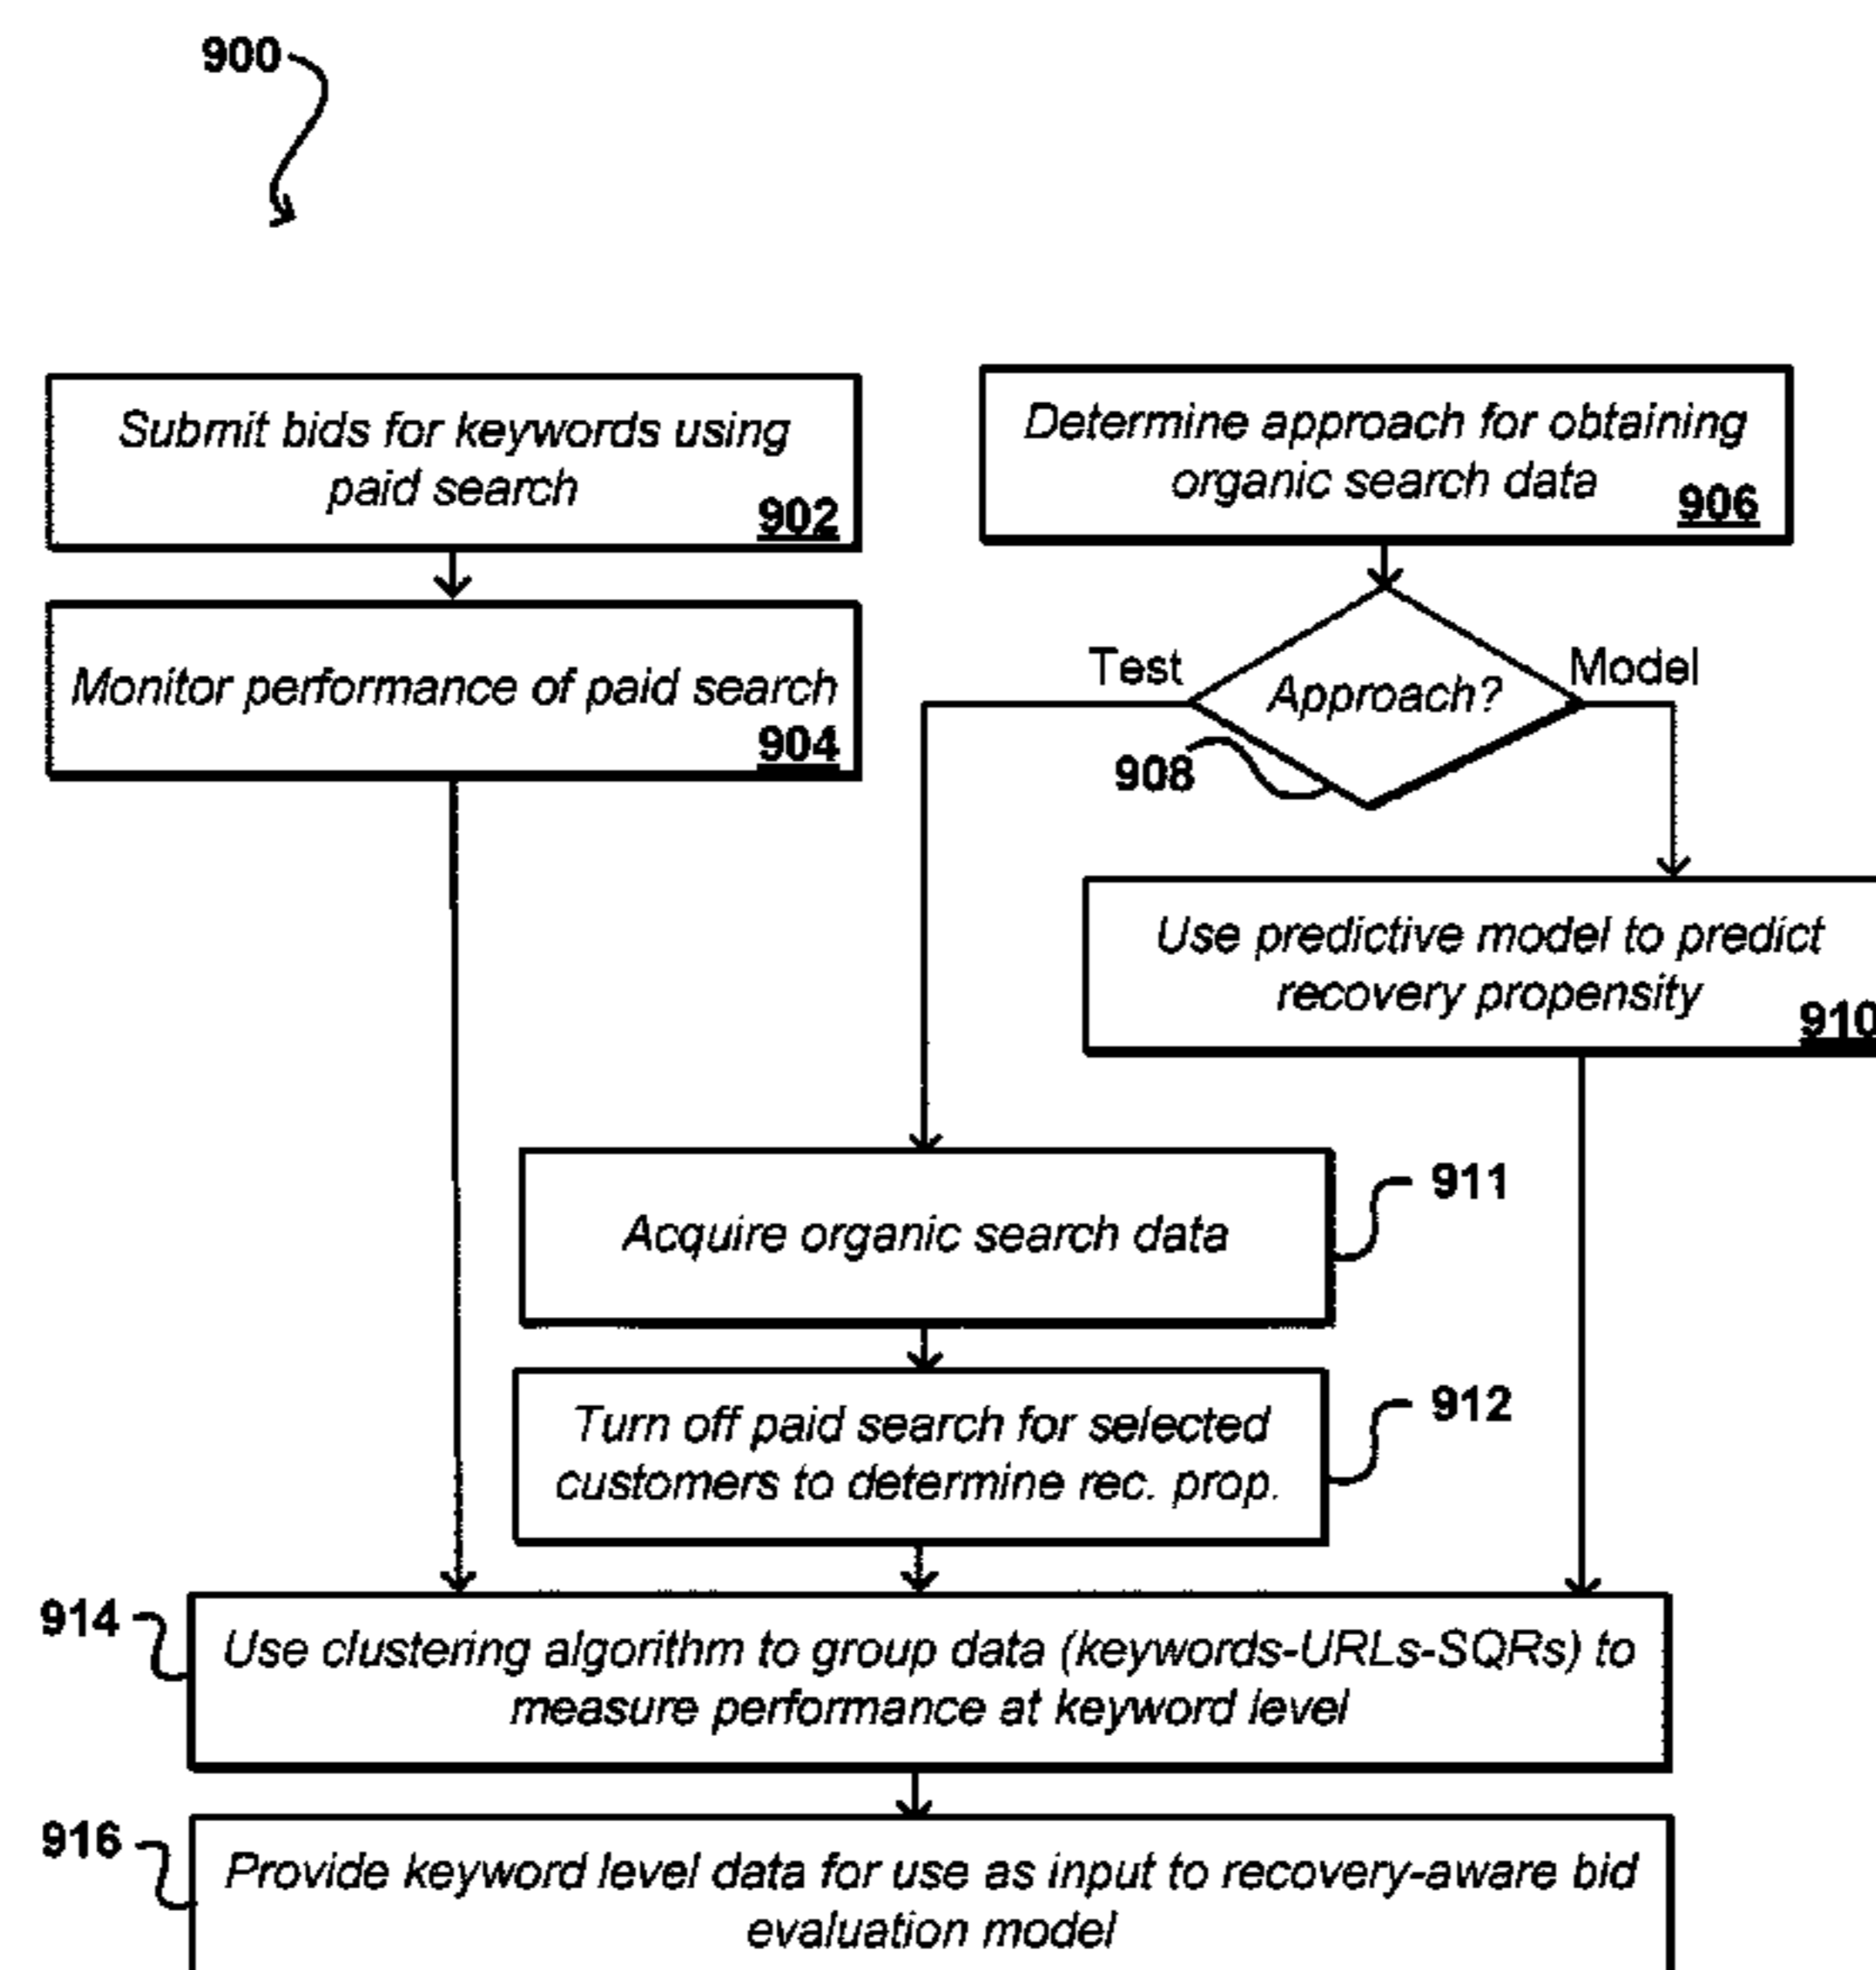 900
Submit bids for keywords using
paid search
902
Determine approach for obtaining
organic search data
906
Monitor performance of paid search
904
Test
Approach?
Model
908
Use predictive model to predict
recovery propensity
910
Acquire organic search data
911
Turn off paid search for selected
customers to determine rec. prop.
912
914
Use clustering algorithm to group data (keywords-URLs-SQRs) to
measure performance at keyword level
916
Provide keyword level data for use as input to recovery-aware bid
evaluation model